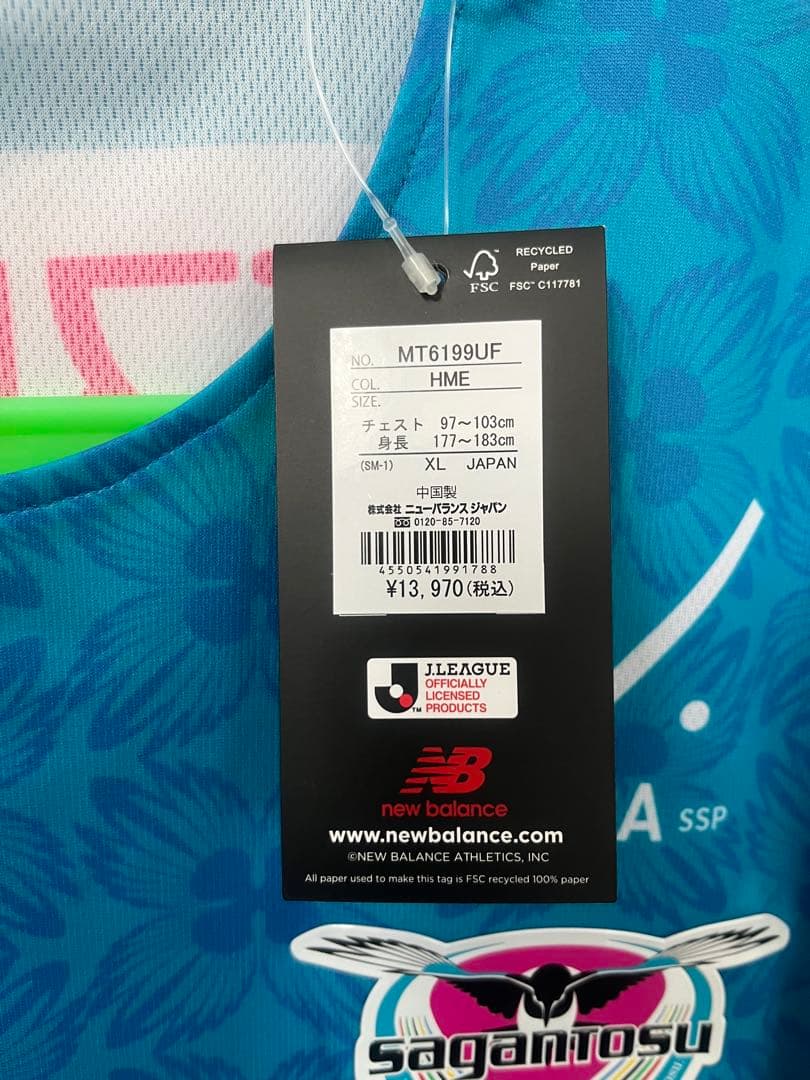 RECYCLED
Paper
FSC™ C117781
FSC
NO. MT6199UF
COL. HME
SIZE.
チェスト 97～103cm
身長 177～183cm
(SM-1) XL JAPAN
中国製
株式会社 ニューバランス ジャパン
0120-85-7120
4550541991788
¥13,970(税込)
J.LEAGUE
OFFICIALLY
LICENSED
PRODUCTS
™
NB
new balance
www.newbalance.com
©NEW BALANCE ATHLETICS, INC
All paper used to make this tag is FSC recycled 100% paper
A SSP
sagantosu